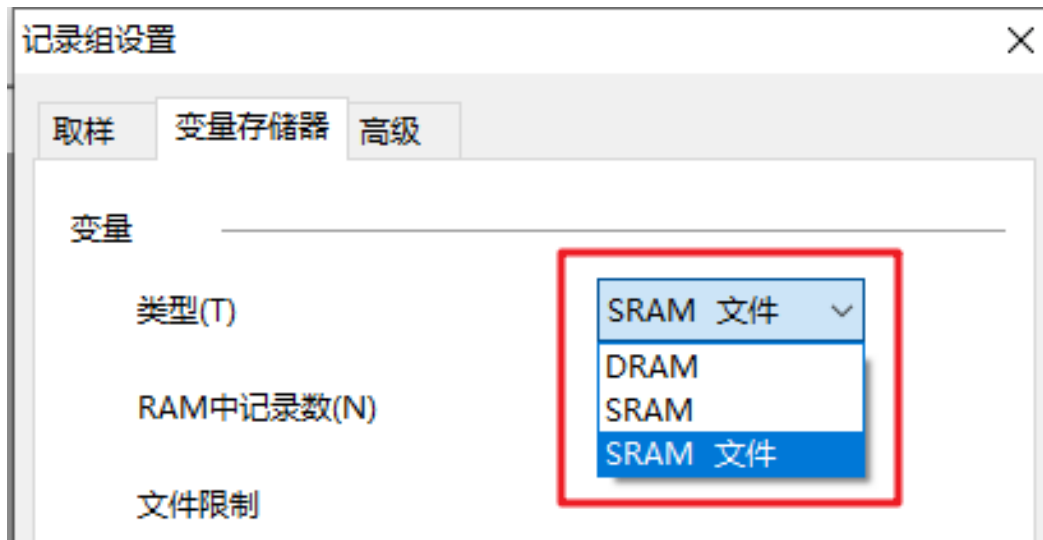 记录组设置
取样 变量存储器 高级
变量
类型(T) SRAM 文件
DRAM
RAM中记录数(N) SRAM
SRAM 文件
文件限制